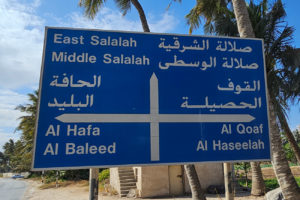 East Salalah صلالة الشرقية
Middle Salalah صلالة الوسطى
الحافة القوف
البليد الحصيلة
Al Hafa Al Qoaf
Al Baleed Al Haseelah